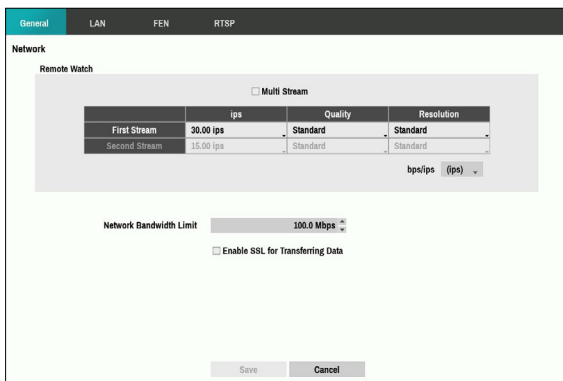 General LAN FEN RTSP
Network
Remote Watch
Multi Stream
ips Quality Resolution
First Stream 30.00 ips Standard Standard
Second Stream 15.00 ips Standard Standard
bps/ips (ips)
Network Bandwidth Limit 100.0 Mbps
Enable SSL for Transferring Data
Save Cancel